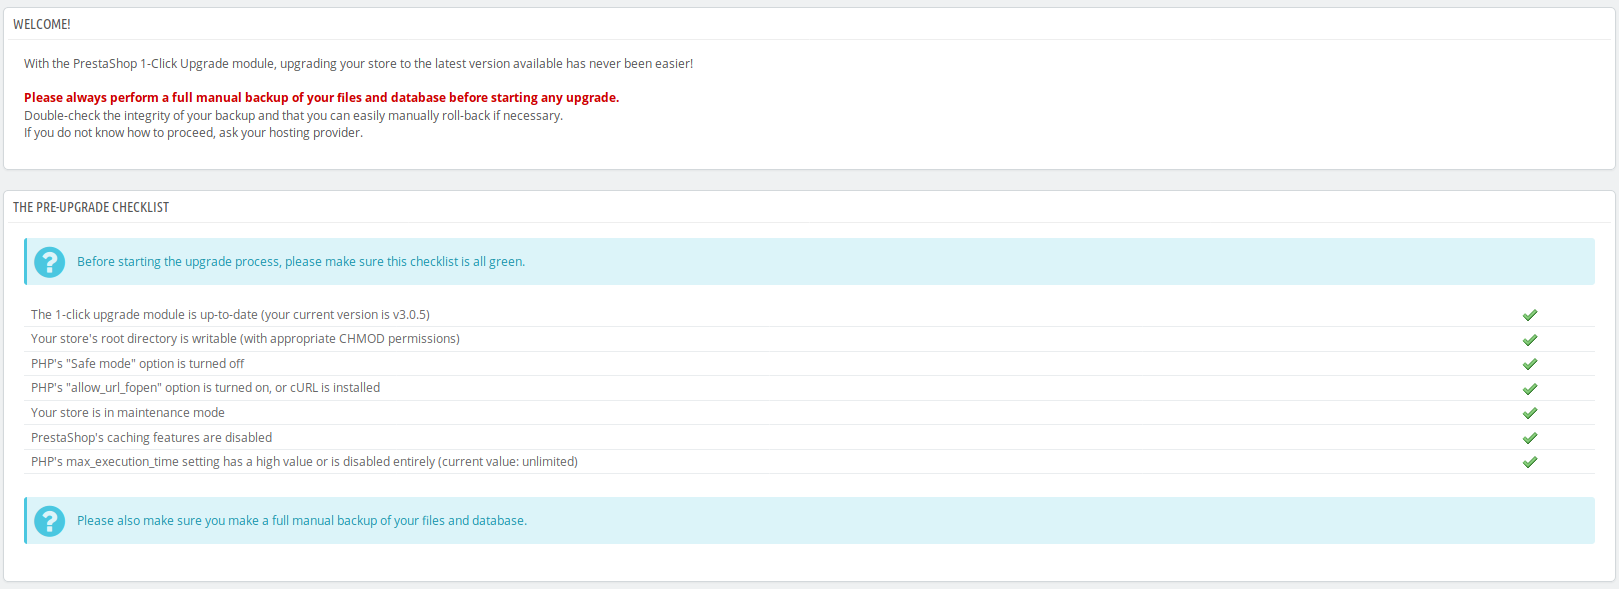 WELCOME!
With the PrestaShop 1-Click Upgrade module, upgrading your store to the latest version available has never been easier!
Please always perform a full manual backup of your files and database before starting any upgrade.
Double-check the integrity of your backup and that you can easily manually roll-back if necessary.
If you do not know how to proceed, ask your hosting provider.
THE PRE-UPGRADE CHECKLIST
Before starting the upgrade process, please make sure this checklist is all green.
The 1-click upgrade module is up-to-date (your current version is v3.0.5)
Your store's root directory is writable (with appropriate CHMOD permissions)
PHP's "Safe mode" option is turned off
PHP's "allow_url_fopen" option is turned on, or cURL is installed
Your store is in maintenance mode
PrestaShop's caching features are disabled
PHP's max_execution_time setting has a high value or is disabled entirely (current value: unlimited)
Please also make sure you make a full manual backup of your files and database.